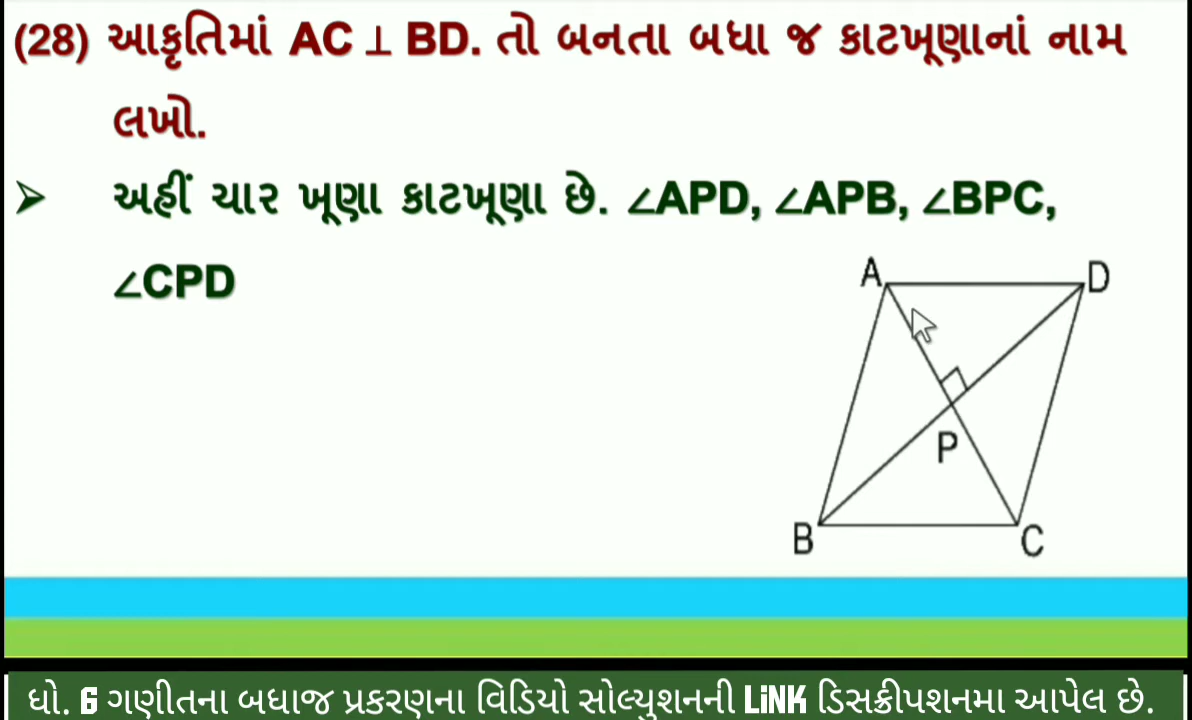 (28) આકૃતિમાં AC ⊥ BD. તો બનતા બધા જ કાટખૂણાનાં નામ
લખો.
➢ અહીં ચાર ખૂણા કાટખૂણા છે. ∠APD, ∠APB, ∠BPC,
∠CPD
A
D
P
B
C
ધો. 6 ગણીતના બધાજ પ્રકરણના વિડિયો સોલ્યુશનની LiNK ડિસક્રીપશનમા આપેલ છે.